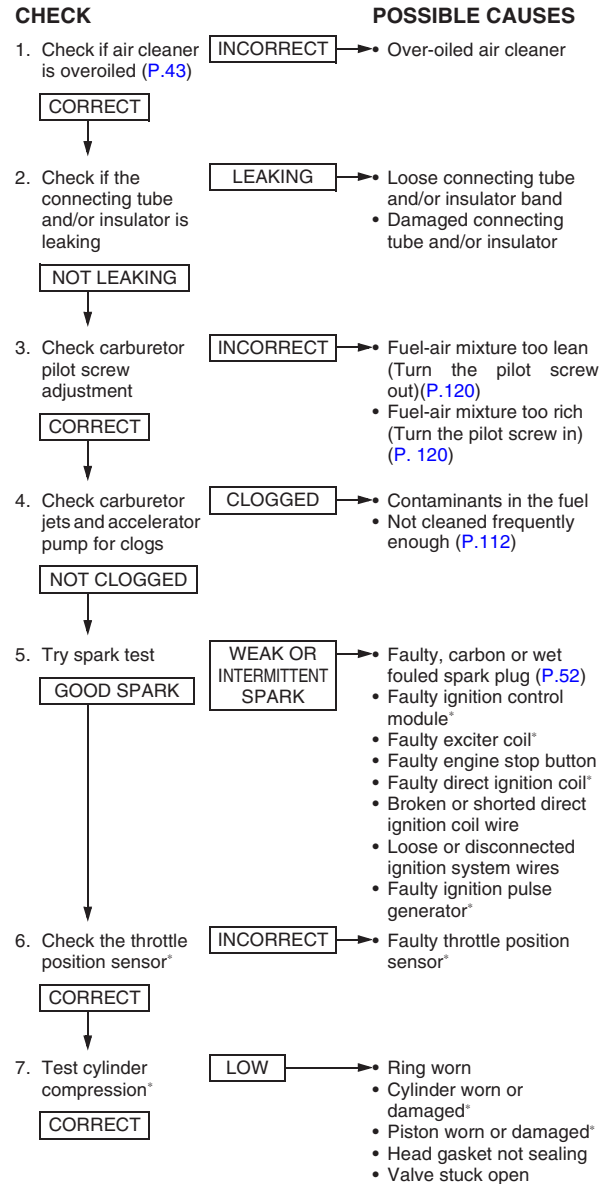 CHECK
POSSIBLE CAUSES
1. Check if air cleaner
is overoiled (P.43)
INCORRECT
• Over-oiled air cleaner
CORRECT
2. Check if the
connecting tube
and/or insulator is
leaking
LEAKING
• Loose connecting tube
and/or insulator band
• Damaged connecting
tube and/or insulator
NOT LEAKING
3. Check carburetor
pilot screw
adjustment
INCORRECT
• Fuel-air mixture too lean
(Turn the pilot screw
out)(P.120)
• Fuel-air mixture too rich
(Turn the pilot screw in)
(P. 120)
CORRECT
4. Check carburetor
jets and accelerator
pump for clogs
CLOGGED
• Contaminants in the fuel
• Not cleaned frequently
enough (P.112)
NOT CLOGGED
5. Try spark test
WEAK OR
INTERMITTENT
SPARK
• Faulty, carbon or wet
fouled spark plug (P.52)
• Faulty ignition control
module*
• Faulty exciter coil*
• Faulty engine stop button
• Faulty direct ignition coil*
• Broken or shorted direct
ignition coil wire
• Loose or disconnected
ignition system wires
• Faulty ignition pulse
generator*
GOOD SPARK
6. Check the throttle
position sensor*
INCORRECT
• Faulty throttle position
sensor*
CORRECT
7. Test cylinder
compression*
LOW
• Ring worn
• Cylinder worn or
damaged*
• Piston worn or damaged*
• Head gasket not sealing
• Valve stuck open
CORRECT